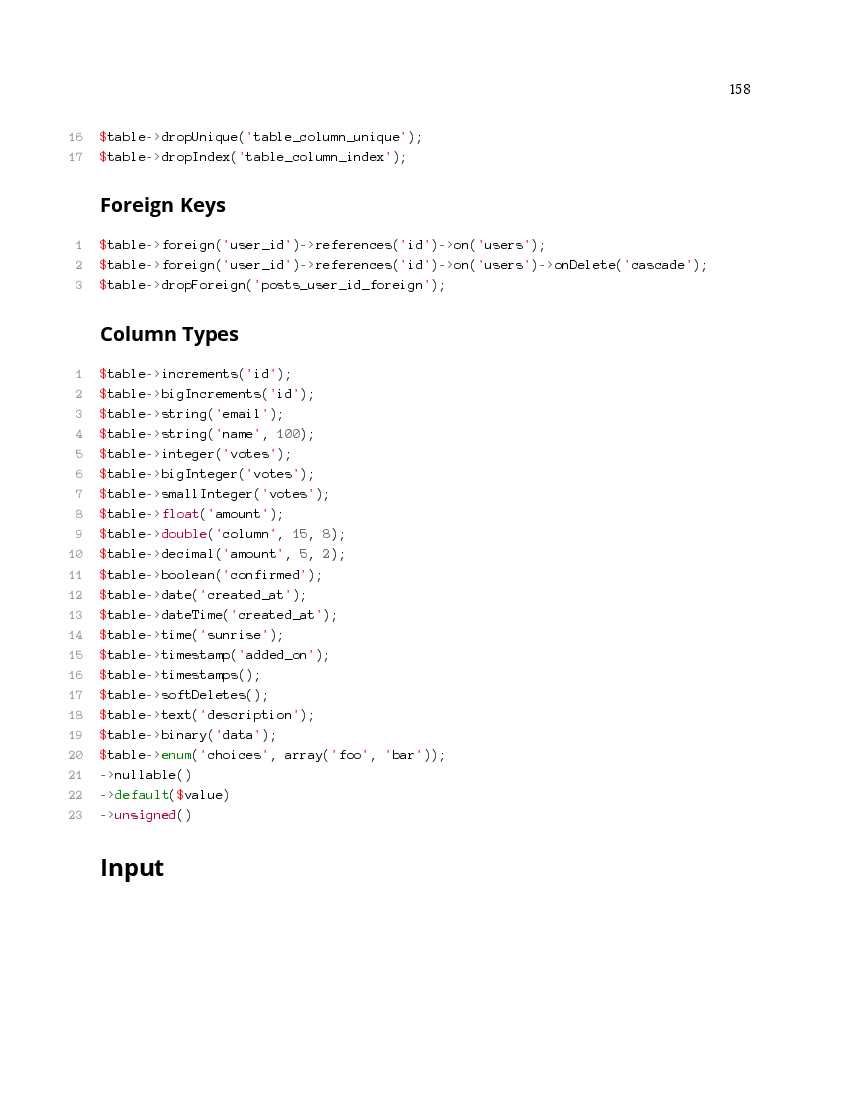 158
16 $table->dropUnique('table_column_unique');
17 $table->dropIndex('table_column_index');
Foreign Keys
1 $table->foreign('user_id')->references('id')->on('users');
2 $table->foreign('user_id')->references('id')->on('users')->onDelete('cascade');
3 $table->dropForeign('posts_user_id_foreign');
Column Types
1 $table->increments('id');
2 $table->bigIncrements('id');
3 $table->string('email');
4 $table->string('name', 100);
5 $table->integer('votes');
6 $table->bigInteger('votes');
7 $table->smallInteger('votes');
8 $table->float('amount');
9 $table->double('column', 15, 8);
10 $table->decimal('amount', 5, 2);
11 $table->boolean('confirmed');
12 $table->date('created_at');
13 $table->dateTime('created_at');
14 $table->time('sunrise');
15 $table->timestamp('added_on');
16 $table->timestamps();
17 $table->softDeletes();
18 $table->text('description');
19 $table->binary('data');
20 $table->enum('choices', array('foo', 'bar'));
21 ->nullable()
22 ->default($value)
23 ->unsigned()
Input